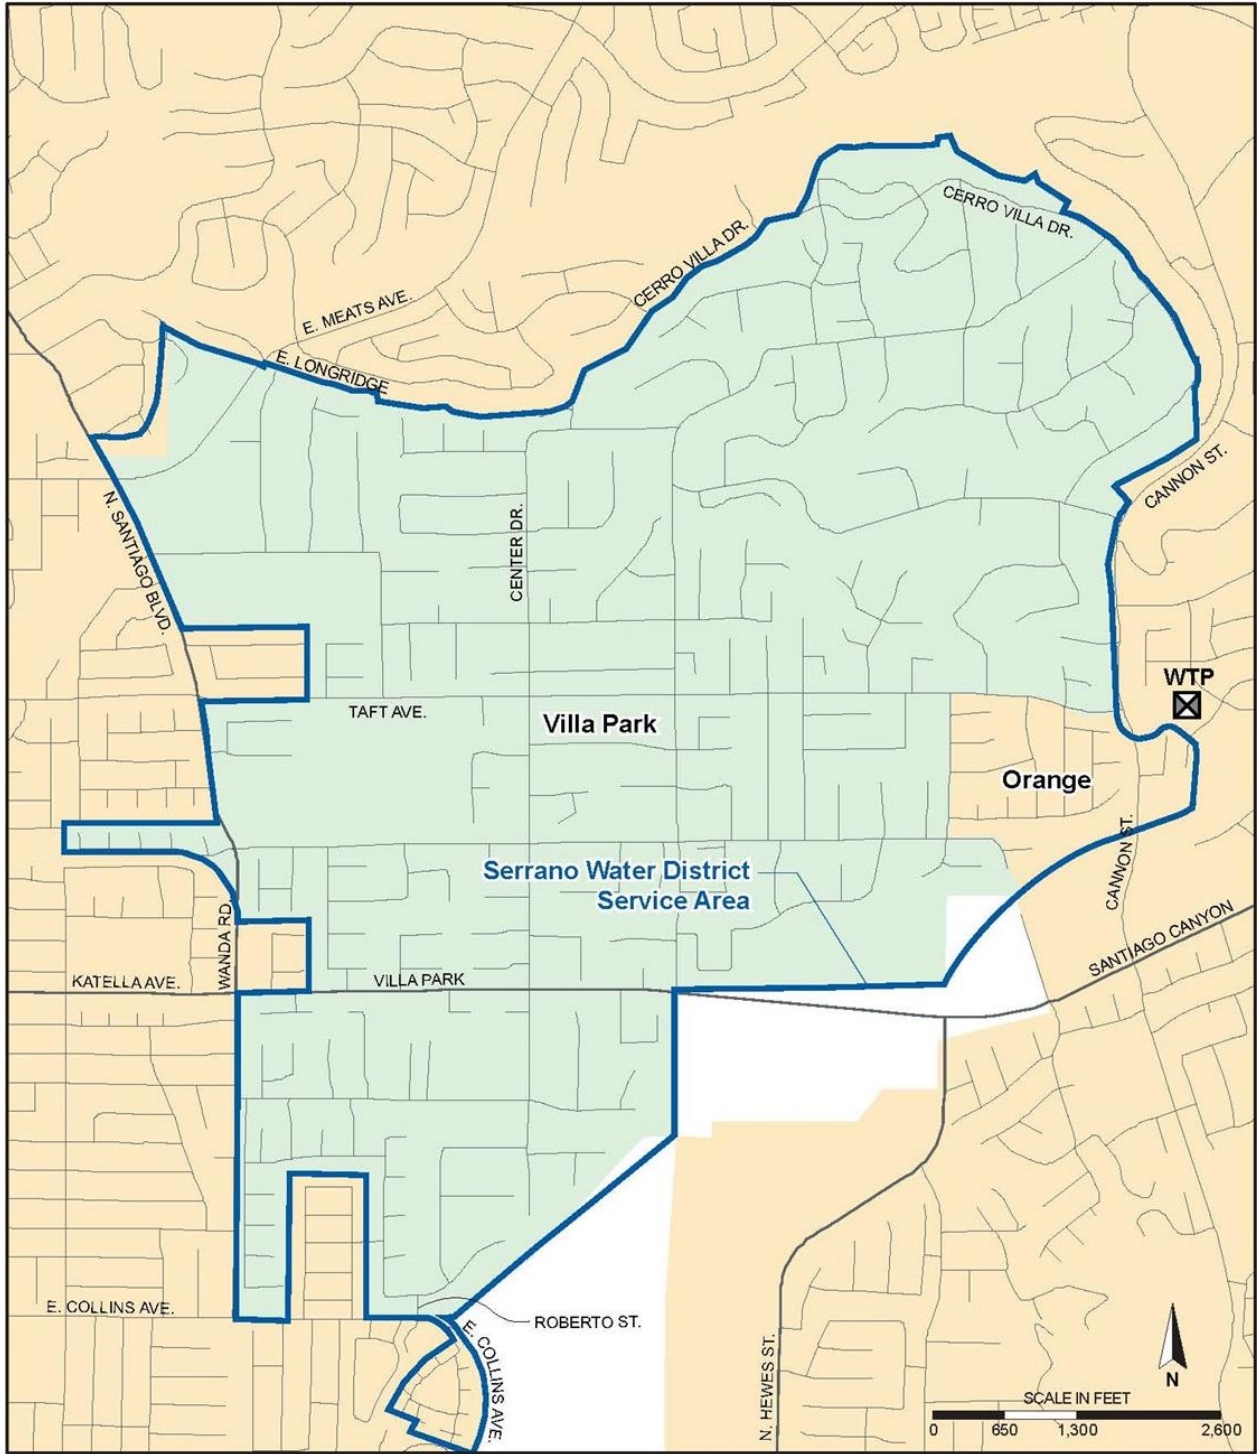 CERRO VILLA DR.
CERRO VILLA DR.
E. MEATS AVE.
E. LONGRIDGE
CANNON ST.
N. SANTIAGO BLVD.
CENTER DR.
WTP
TAFT AVE.
Villa Park
Orange
CANNON ST.
Serrano Water District
Service Area
WANDA RD.
SANTIAGO CANYON
KATELLA AVE.
VILLA PARK
E. COLLINS AVE.
ROBERTO ST.
E. COLLINS AVE.
N. HEWES ST.
N
SCALE IN FEET
0 650 1,300 2,600